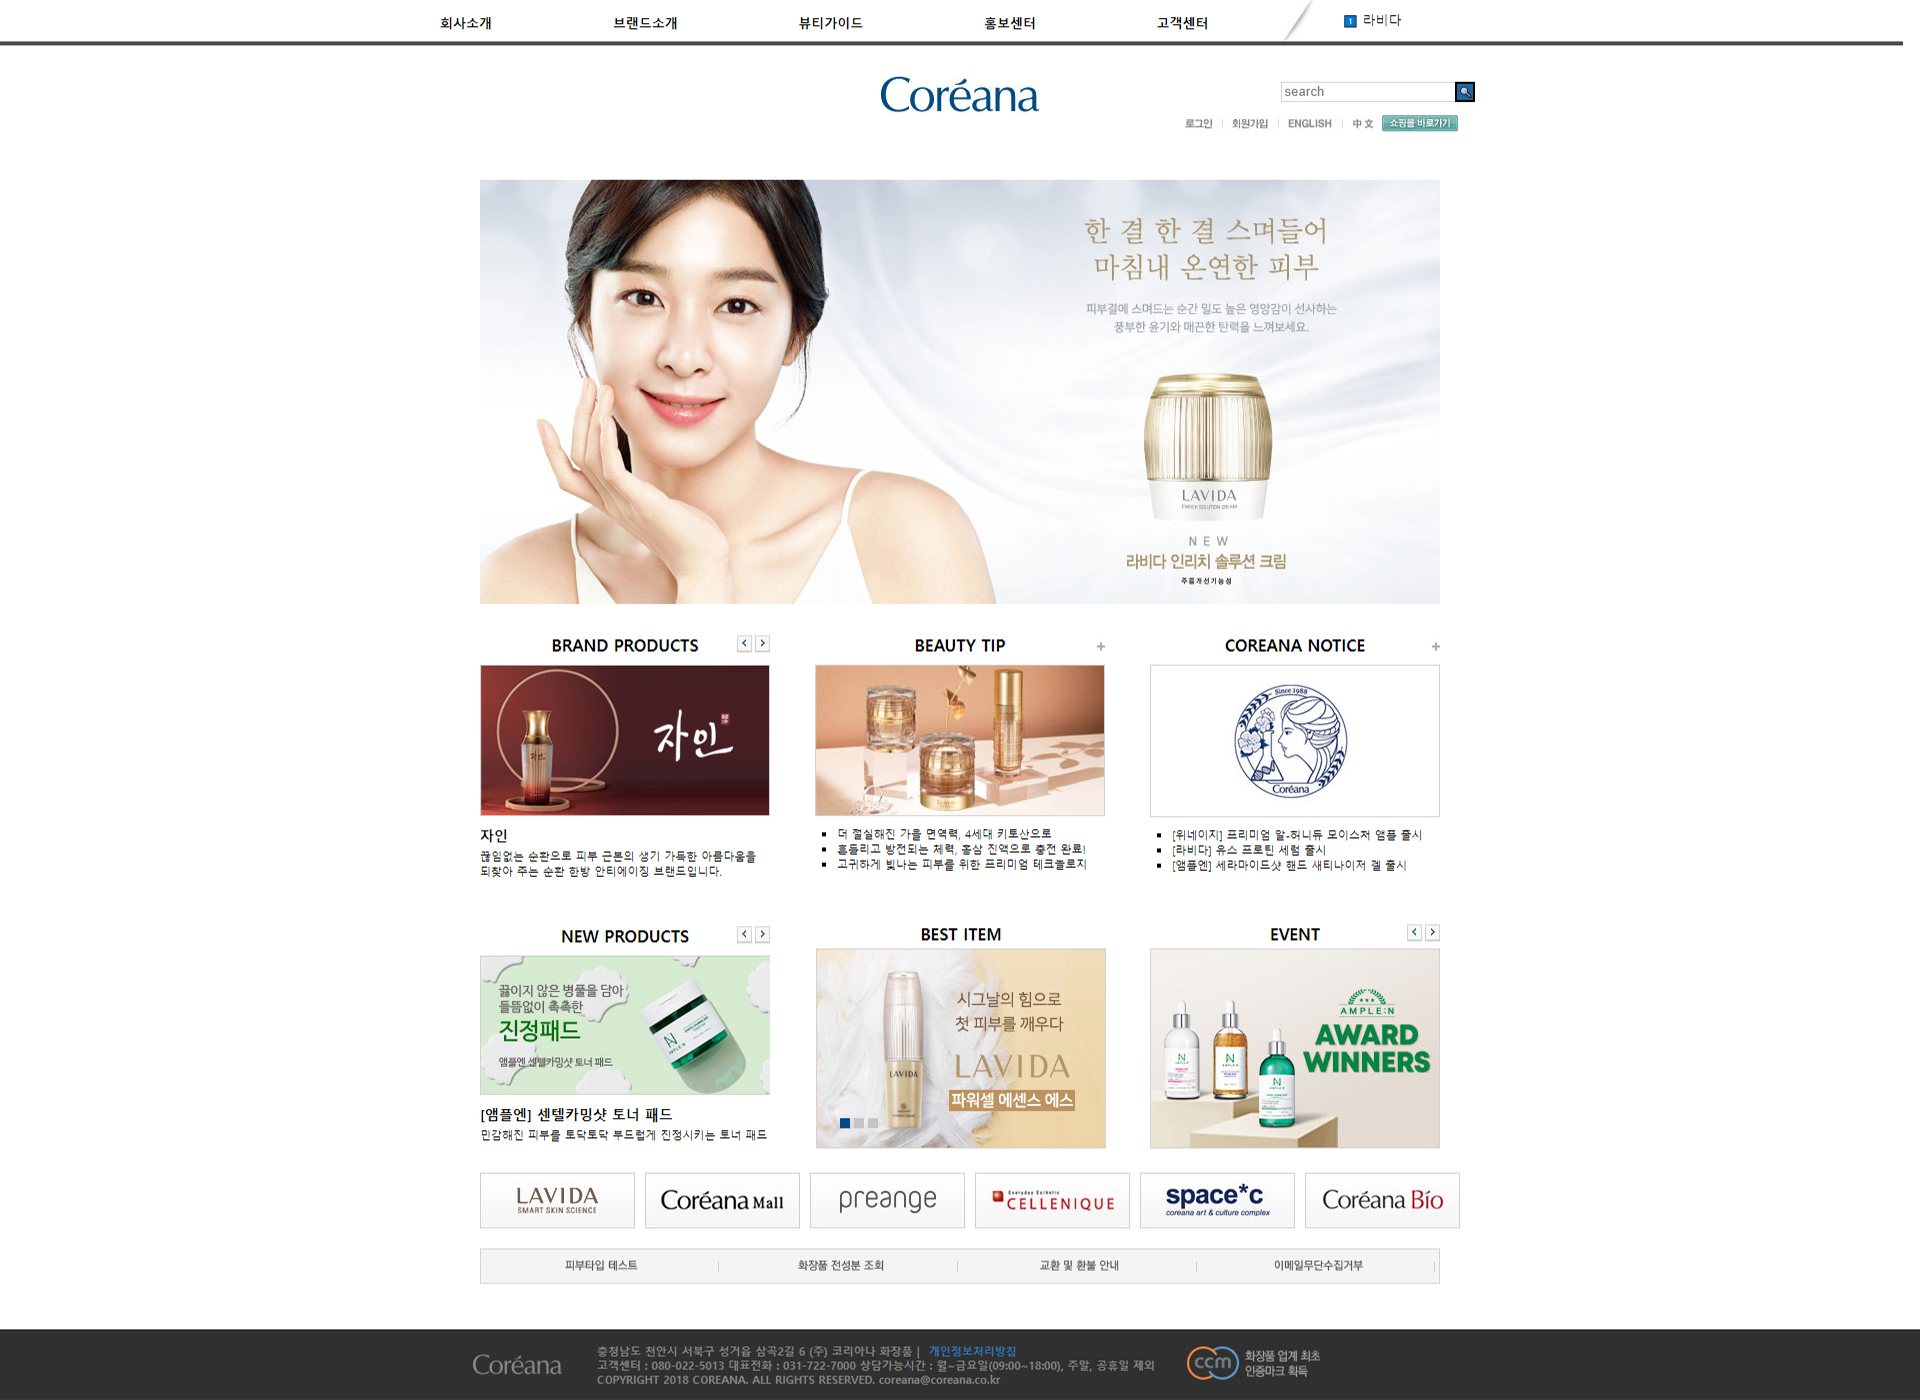 회사소개
브랜드소개
뷰티가이드
홍보센터
고객센터
1 라비다
Coréana
search
로그인
회원가입
ENGLISH
中文
쇼핑몰 바로가기
한 결 한 결 스며들어
마침내 온연한 피부
피부결에 스며드는 순간 밀도 높은 영양감이 선사하는
풍부한 윤기와 매끈한 탄력을 느껴보세요.
LAVIDA
ENRICH SOLUTION CREAM
NEW
라비다 인리치 솔루션 크림
주름개선기능성
BRAND PRODUCTS
자인
자인
자인
끊임없는 순환으로 피부 근본의 생기 가득한 아름다움을
되찾아 주는 순환 한방 안티에이징 브랜드입니다.
BEAUTY TIP
더 절실해진 가을 면역력, 4세대 키토산으로
흔들리고 방전되는 체력, 홍삼 진액으로 충전 완료!
고귀하게 빛나는 피부를 위한 프리미엄 테크놀로지
COREANA NOTICE
Since 1988
Coréana
[위네이지] 프리미엄 알-허니듀 모이스처 앰플 출시
[라비다] 유스 프로틴 세럼 출시
[앰플엔] 세라마이드샷 핸드 새티나이저 겔 출시
NEW PRODUCTS
끓이지 않은 병풀을 담아
들뜸없이 촉촉한
진정패드
앰플엔 센텔카밍샷 토너 패드
N
AMPLE:N
[앰플엔] 센텔카밍샷 토너 패드
민감해진 피부를 토닥토닥 부드럽게 진정시키는 토너 패드
BEST ITEM
시그날의 힘으로
첫 피부를 깨우다
LAVIDA
파워셀 에센스 에스
LAVIDA
EVENT
AMPLE:N
AWARD
WINNERS
N
N
N
LAVIDA
SMART SKIN SCIENCE
Coréana Mall
preange
Everyday Esthetic
CELLENIQUE
space*c
coreana art & culture complex
Coréana Bio
피부타입 테스트
화장품 전성분 조회
교환 및 환불 안내
이메일무단수집거부
Coréana
충청남도 천안시 서북구 성거읍 삼곡2길 6 (주) 코리아나 화장품 | 개인정보처리방침
고객센터 : 080-022-5013 대표전화 : 031-722-7000 상담가능시간 : 월~금요일(09:00~18:00), 주말, 공휴일 제외
COPYRIGHT 2018 COREANA. ALL RIGHTS RESERVED. coreana@coreana.co.kr
ccm
화장품 업계 최초
인증마크 획득